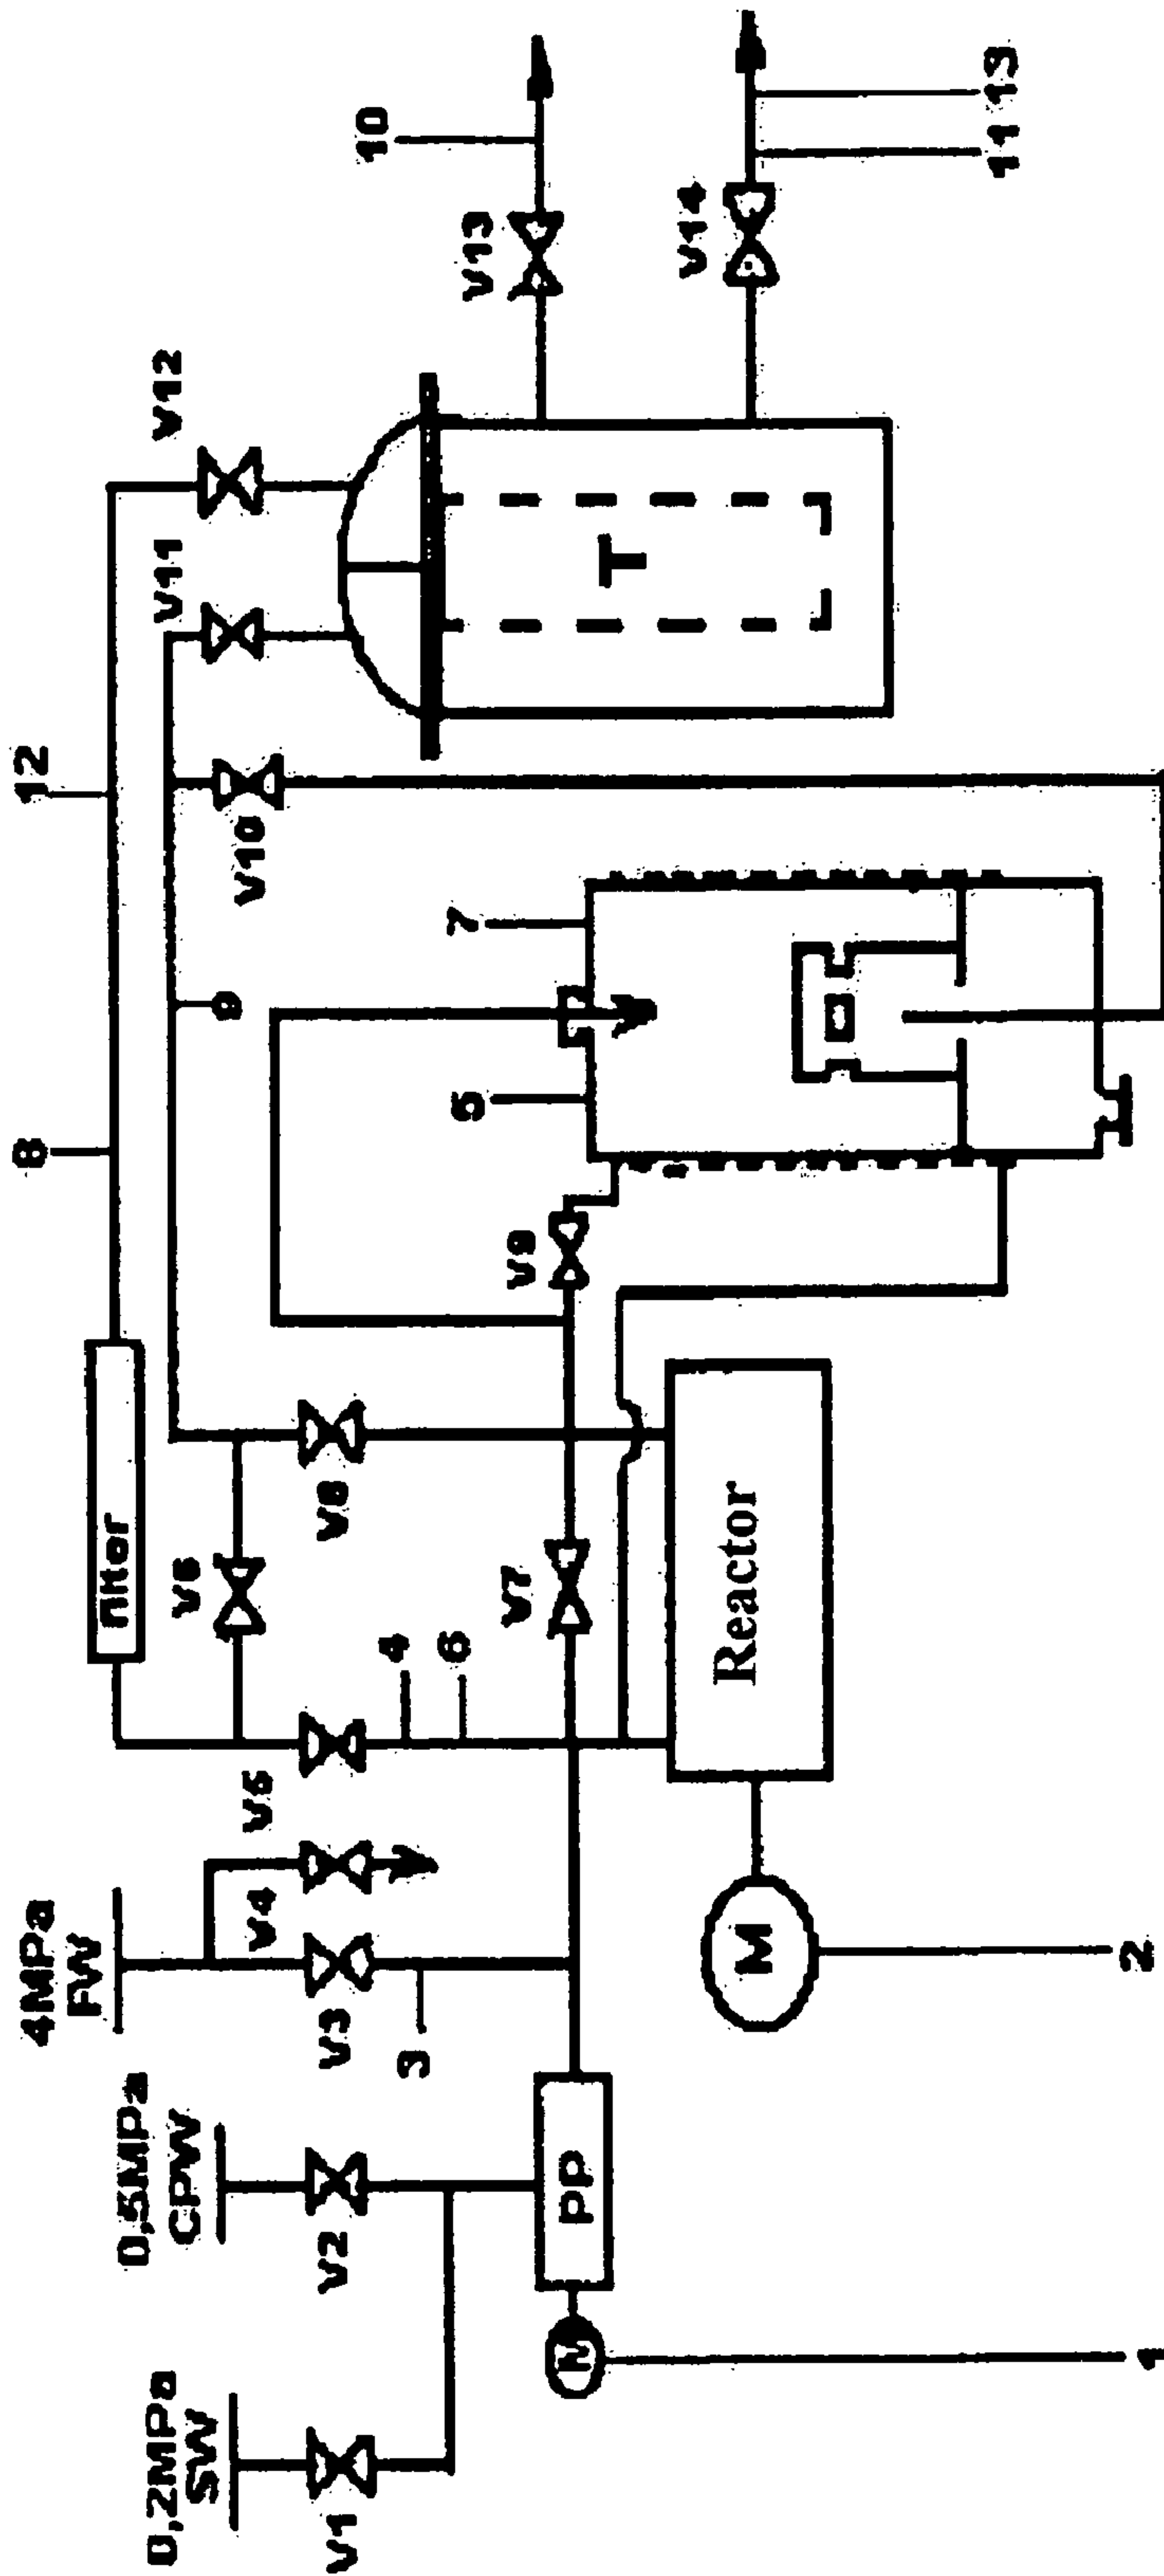 0,2MPa
SW
0,5MPa
CPW
4MPa
FW
filter
8
12
9
V1
V2
V3
V4
V5
V6
V8
V10
V11
V12
3
4
6
V7
V9
5
7
10
V13
PP
M
M
Reactor
T
V14
1
2
11
13